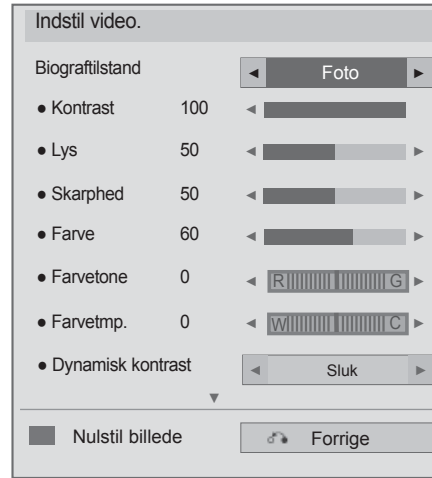 Indstil video.
Biograftilstand ◄ Foto ►
● Kontrast 100 ◄
● Lys 50 ◄ ►
● Skarphed 50 ◄ ►
● Farve 60 ◄ ►
● Farvetone 0 ◄ R G ►
● Farvetmp. 0 ◄ W C ►
● Dynamisk kontrast ◄ Sluk ►
▼
Nulstil billede Forrige